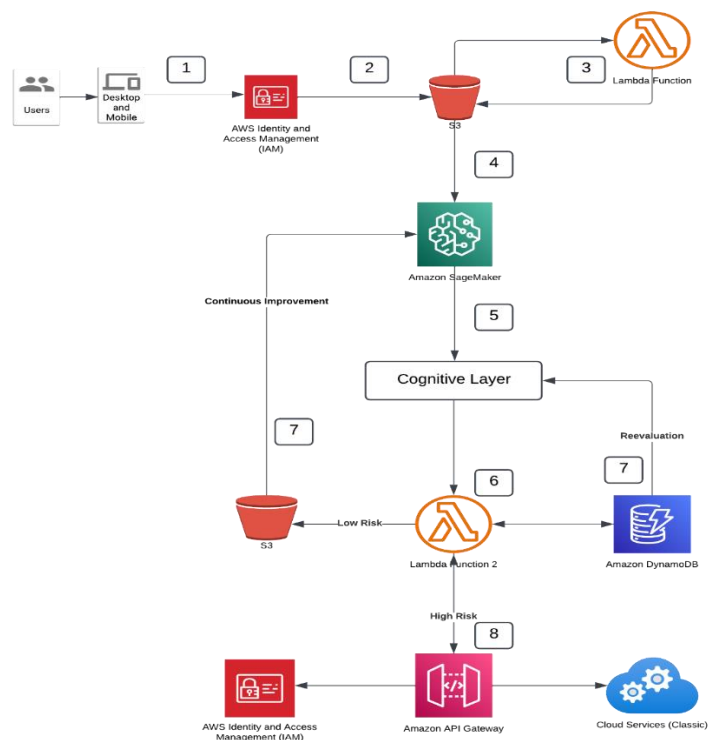 1
2
3
Lambda Function
Users
Desktop
and
Mobile
AWS Identity and
Access Management
(IAM)
S3
4
Amazon SageMaker
Continuous Improvement
5
Cognitive Layer
7
Reevaluation
7
6
Low Risk
S3
Lambda Function 2
Amazon DynamoDB
High Risk
8
AWS Identity and Access
Management (IAM)
Amazon API Gateway
Cloud Services (Classic)